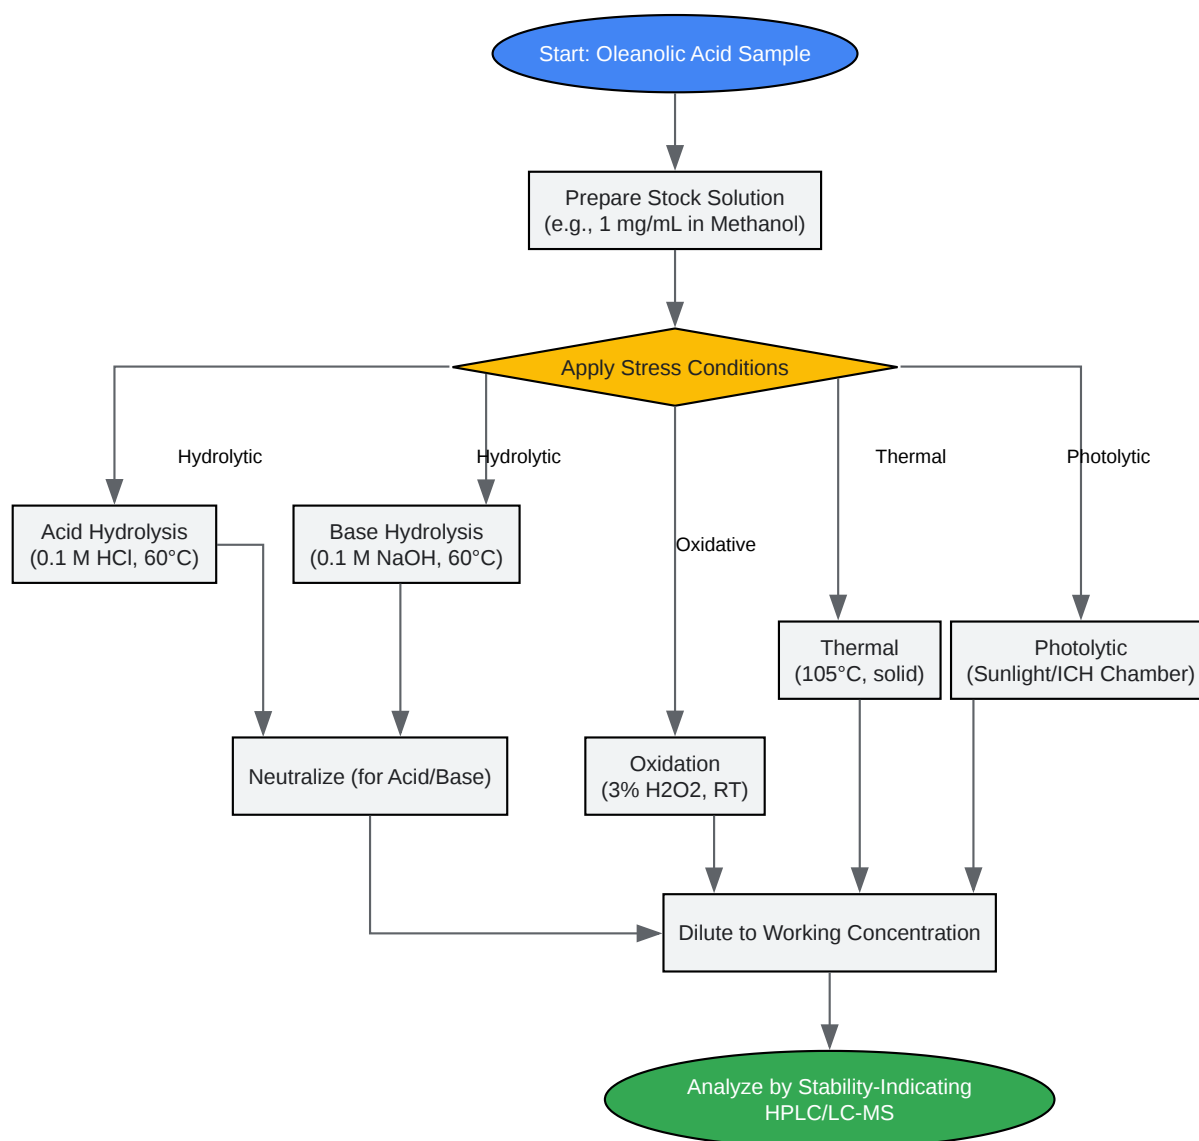 Start: Oleanolic Acid Sample
Prepare Stock Solution
(e.g., 1 mg/mL in Methanol)
Apply Stress Conditions
Hydrolytic
Hydrolytic
Thermal
Photolytic
Acid Hydrolysis
(0.1 M HCl, 60°C)
Base Hydrolysis
(0.1 M NaOH, 60°C)
Oxidative
Thermal
(105°C, solid)
Photolytic
(Sunlight/ICH Chamber)
Neutralize (for Acid/Base)
Oxidation
(3% H2O2, RT)
Dilute to Working Concentration
Analyze by Stability-Indicating
HPLC/LC-MS